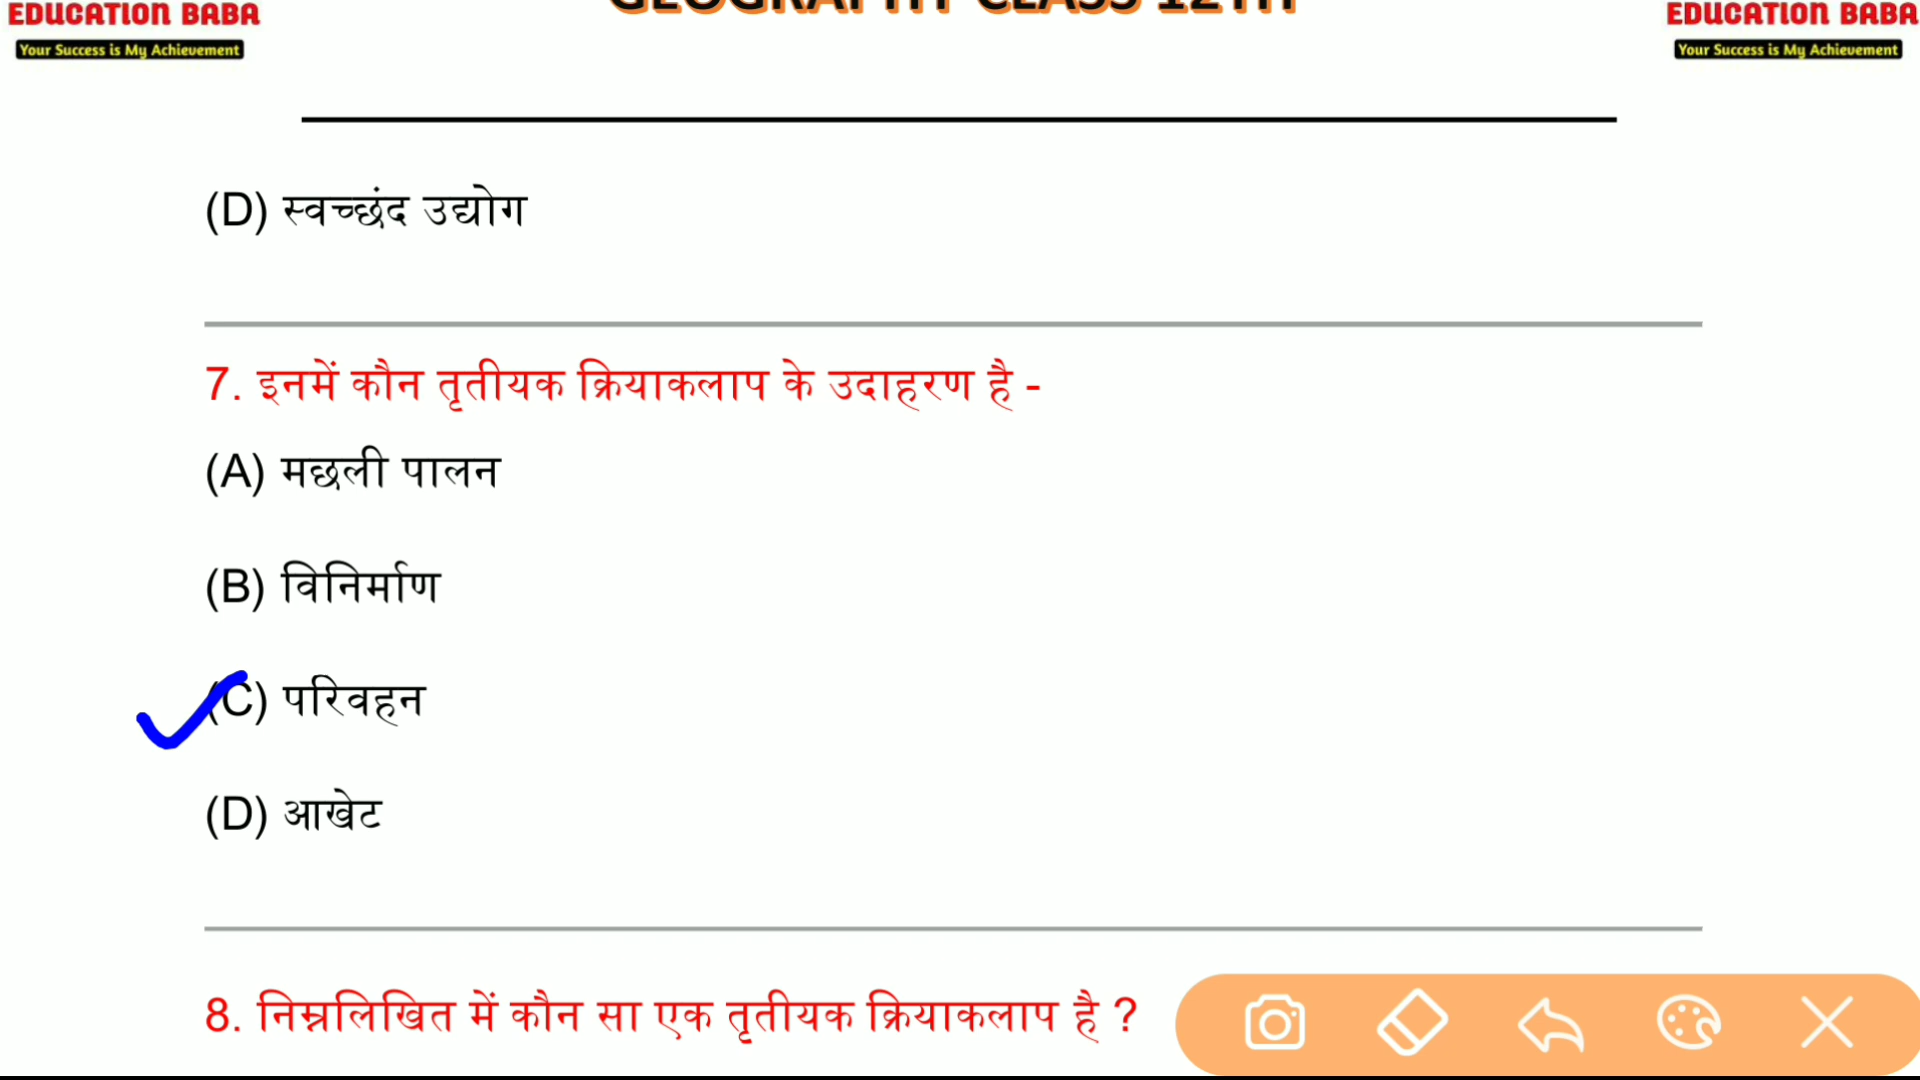 EDUCATION BABA
Your Success is My Achievement
GEOGRAPHY CLASS 12TH
EDUCATION BABA
Your Success is My Achievement
(D) स्वच्छंद उद्योग
7. इनमें कौन तृतीयक क्रियाकलाप के उदाहरण है -
(A) मछली पालन
(B) विनिर्माण
(C) परिवहन
(D) आखेट
8. निम्नलिखित में कौन सा एक तृतीयक क्रियाकलाप है ?